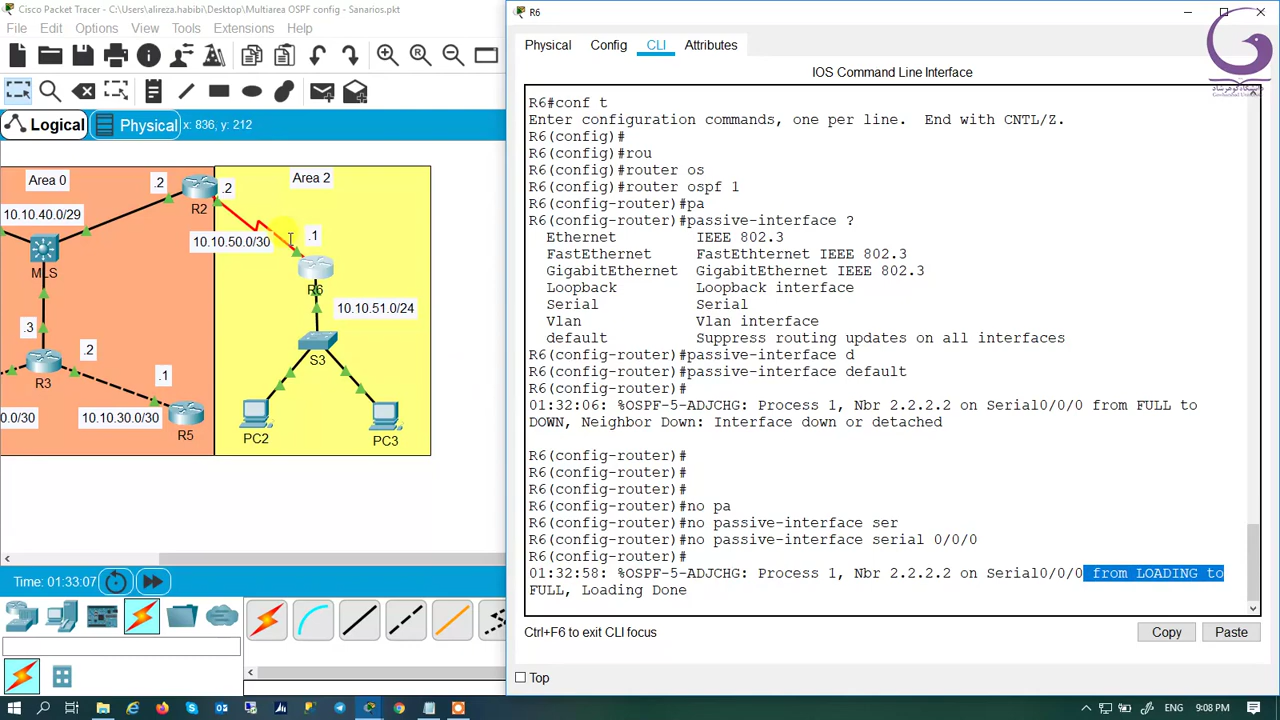 Cisco Packet Tracer - C:\Users\alireza.habibi\Desktop\Multiarea OSPF config - Sanarios.pkt
File Edit Options View Tools Extensions Help
Logical Physical x: 836, y: 212
Area 0
.2
R2
.2
Area 2
10.10.40.0/29
10.10.50.0/30
.1
MLS
R6
10.10.51.0/24
.3
.2
R3
.1
S3
0.0/30
10.10.30.0/30
R5
PC2
PC3
Time: 01:33:07
R6
Physical Config CLI Attributes
IOS Command Line Interface
R6#conf t
Enter configuration commands, one per line.  End with CNTL/Z.
R6(config)#
R6(config)#rou
R6(config)#router os
R6(config)#router ospf 1
R6(config-router)#pa
R6(config-router)#passive-interface ?
Ethernet IEEE 802.3
FastEthernet FastEthternet IEEE 802.3
GigabitEthernet GigabitEthernet IEEE 802.3
Loopback Loopback interface
Serial Serial
Vlan Vlan interface
default Suppress routing updates on all interfaces
R6(config-router)#passive-interface d
R6(config-router)#passive-interface default
R6(config-router)#
01:32:06: %OSPF-5-ADJCHG: Process 1, Nbr 2.2.2.2 on Serial0/0/0 from FULL to
DOWN, Neighbor Down: Interface down or detached
R6(config-router)#
R6(config-router)#
R6(config-router)#
R6(config-router)#no pa
R6(config-router)#no passive-interface ser
R6(config-router)#no passive-interface serial 0/0/0
R6(config-router)#
01:32:58: %OSPF-5-ADJCHG: Process 1, Nbr 2.2.2.2 on Serial0/0/0 from LOADING to
FULL, Loading Done
Ctrl+F6 to exit CLI focus
Copy Paste
Top
ENG 9:08 PM